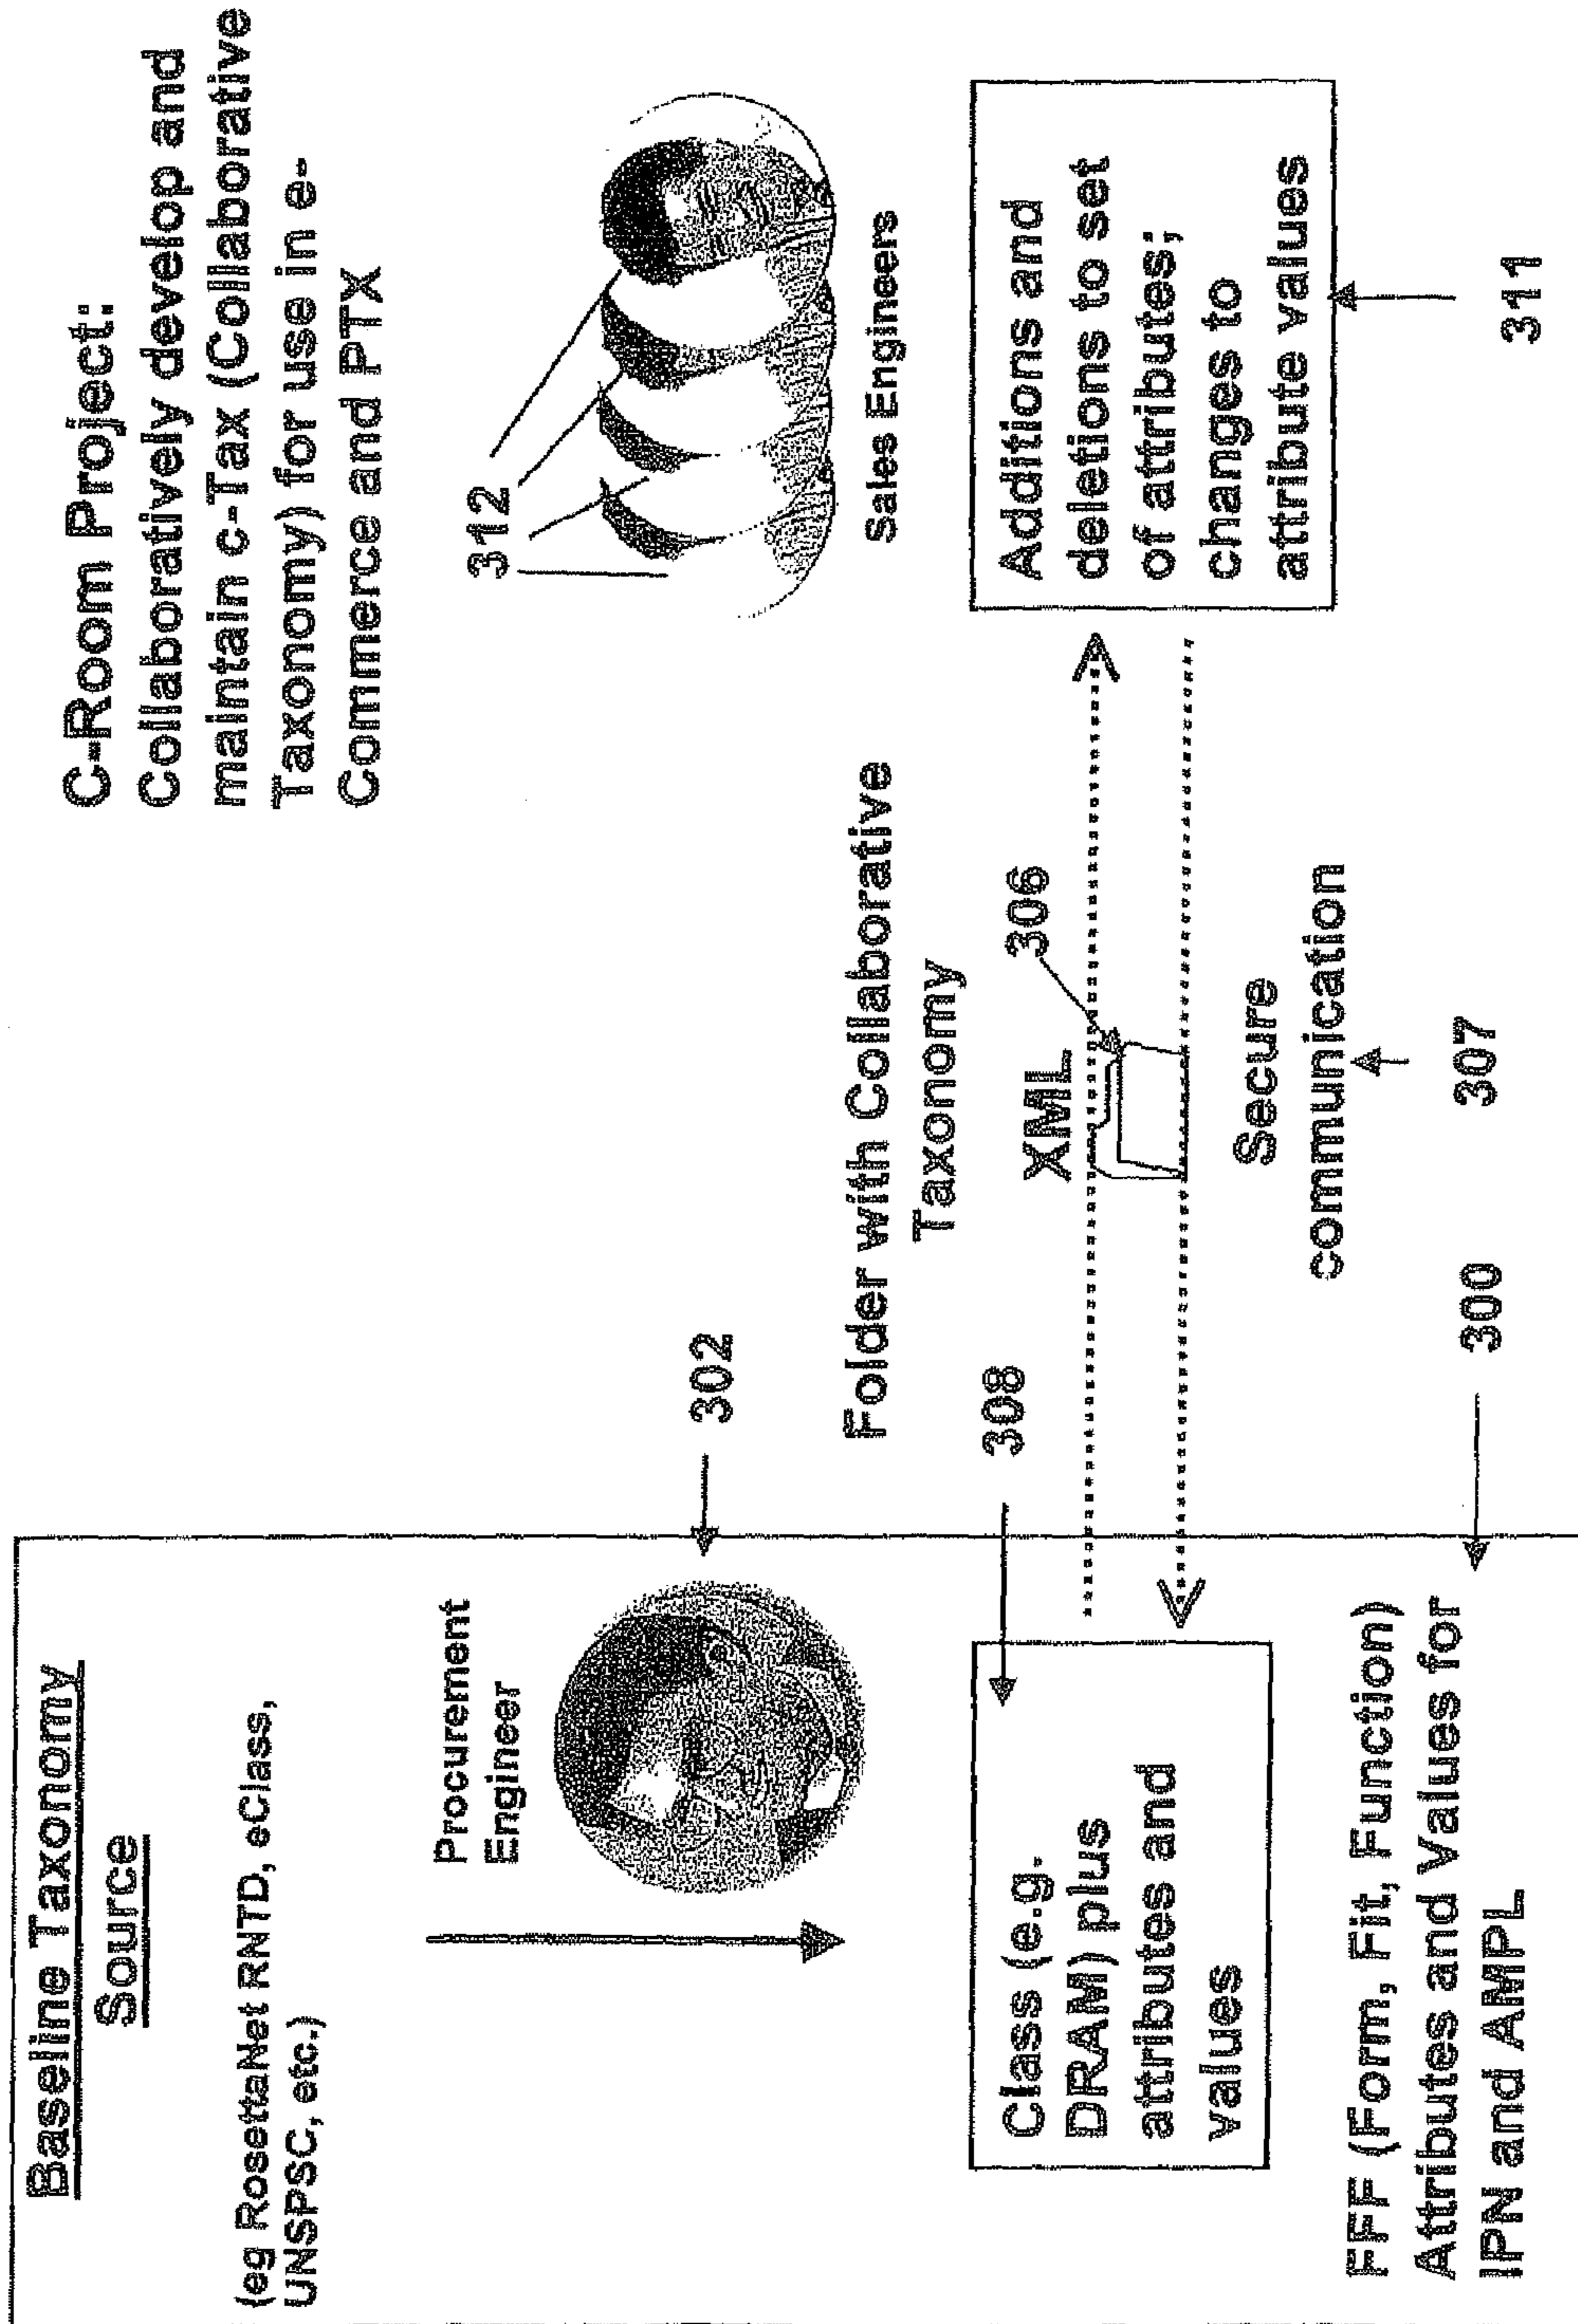 Baseline Taxonomy
Source
(eg RosettaNet RNTD, eClass,
UNSPSC, etc.)
Procurement
Engineer
302
308
Class (e.g.
DRAM) plus
attributes and
values
FFF (Form, Fit, Function)
Attributes and Values for
IPN and AMPL
300
C-Room Project:
Collaboratively develop and
maintain c-Tax (Collaborative
Taxonomy) for use in e-
Commerce and PTX
312
Sales Engineers
Folder with Collaborative
Taxonomy
306
XML
Secure
communication
307
Additions and
deletions to set
of attributes;
changes to
attribute values
311